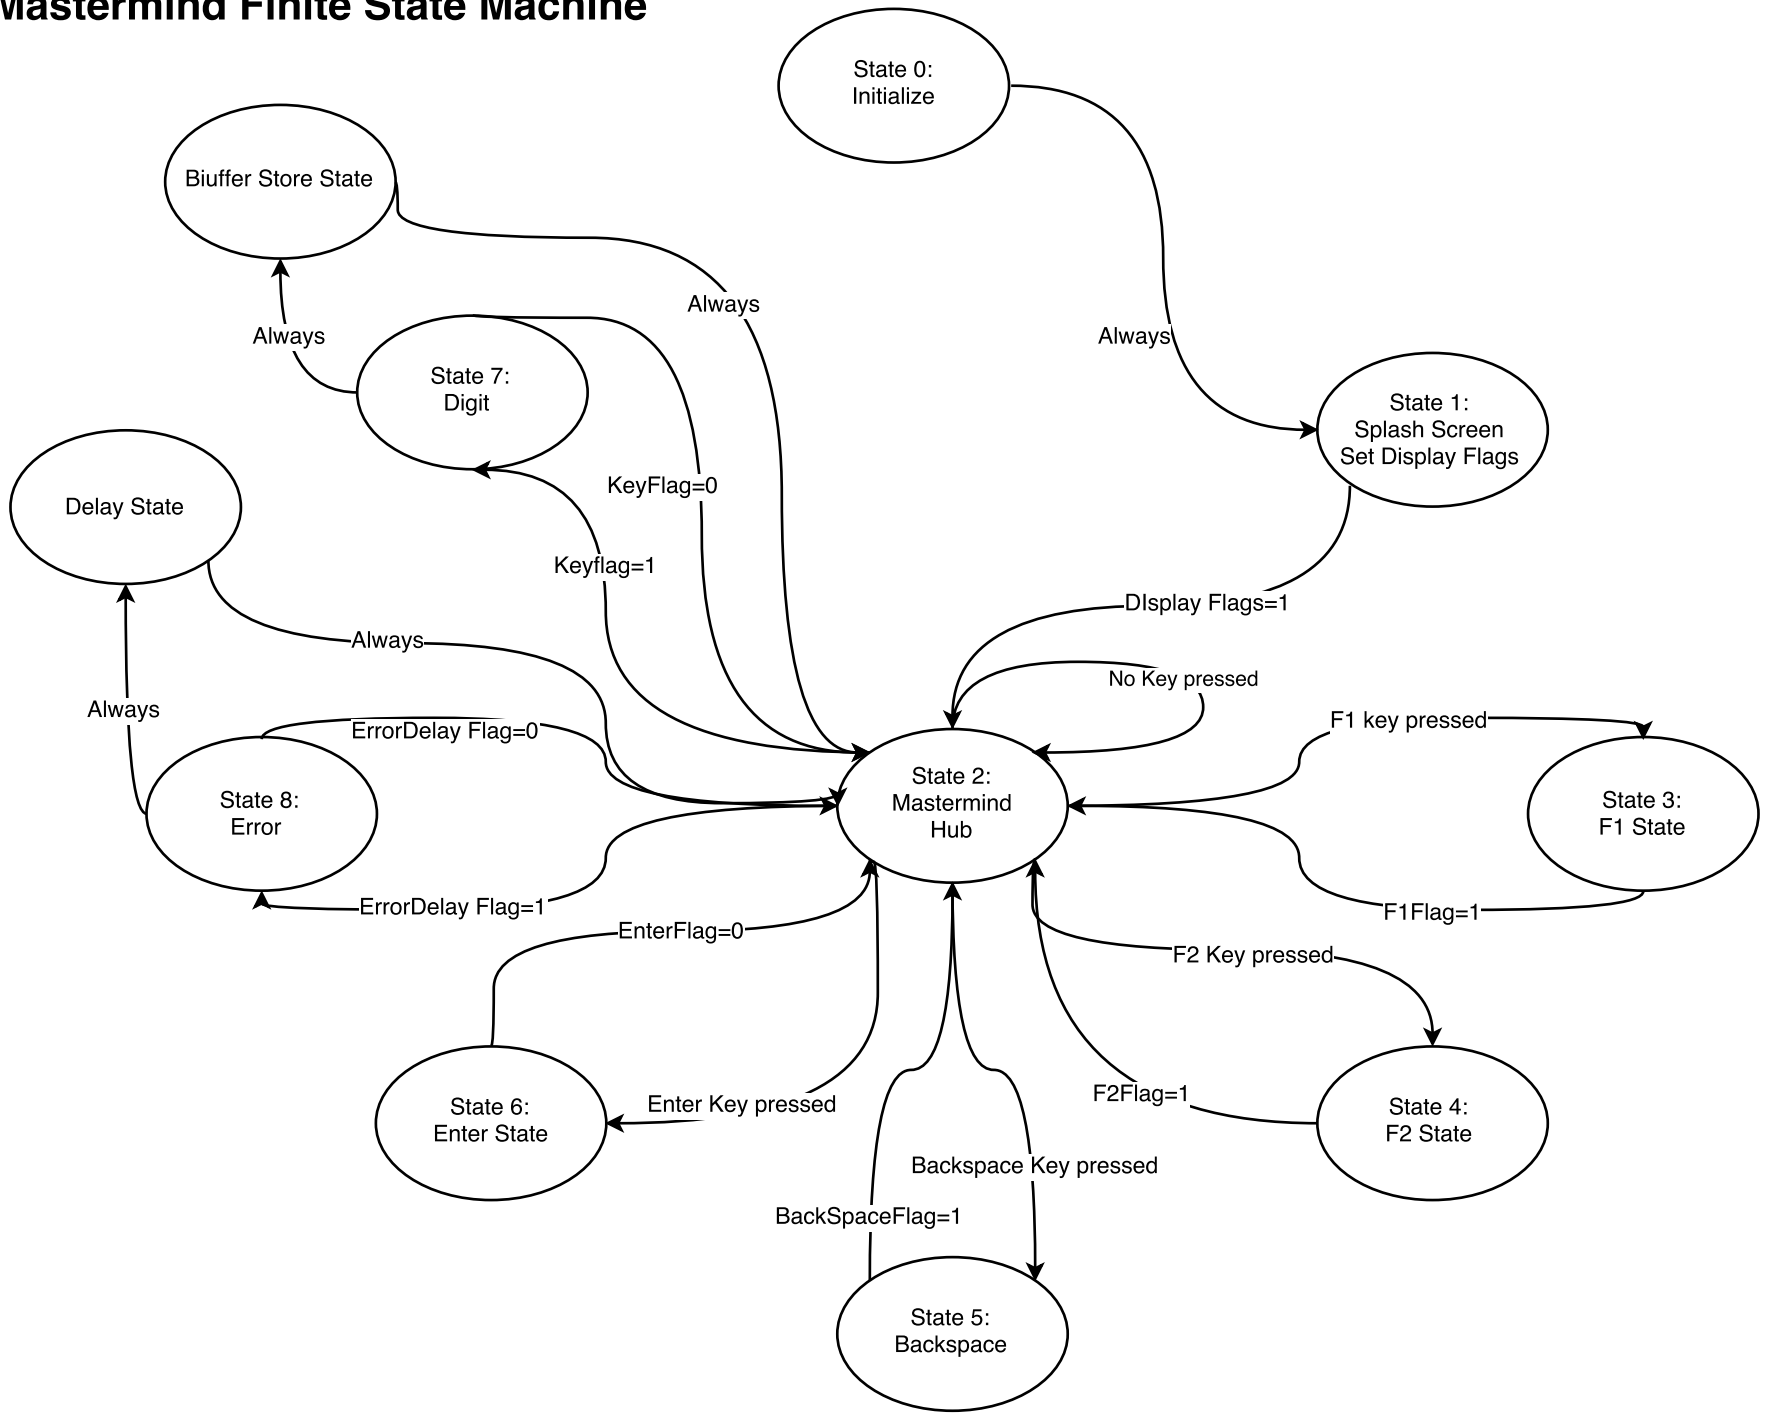 Mastermind Finite State Machine
State 0:
Initialize
Biuffer Store State
Always
Always
Always
State 7:
Digit
State 1:
Splash Screen
Set Display Flags
KeyFlag=0
Delay State
Keyflag=1
DIsplay Flags=1
Always
No Key pressed
Always
ErrorDelay Flag=0
F1 key pressed
State 8:
Error
State 2:
Mastermind
Hub
State 3:
F1 State
ErrorDelay Flag=1
F1Flag=1
EnterFlag=0
F2 Key pressed
Enter Key pressed
F2Flag=1
State 6:
Enter State
State 4:
F2 State
Backspace Key pressed
BackSpaceFlag=1
State 5:
Backspace